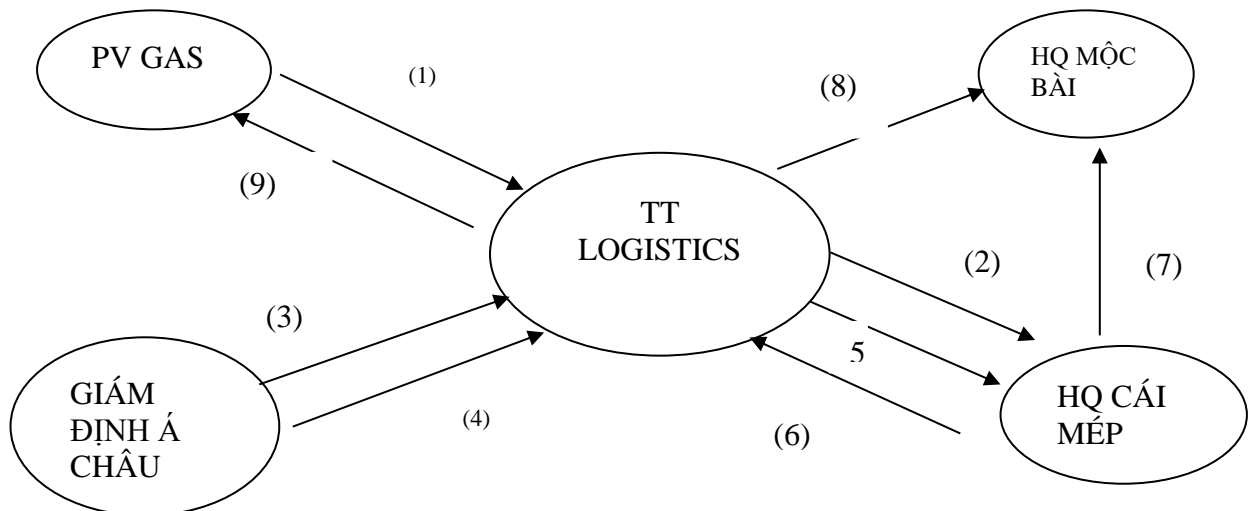 PV GAS
(1)
HQ MỘC
BÀI
(8)
(9)
TT
LOGISTICS
(2)
(7)
(3)
5
GIÁM
ĐỊNH Á
CHÂU
(4)
(6)
HQ CÁI
MÉP